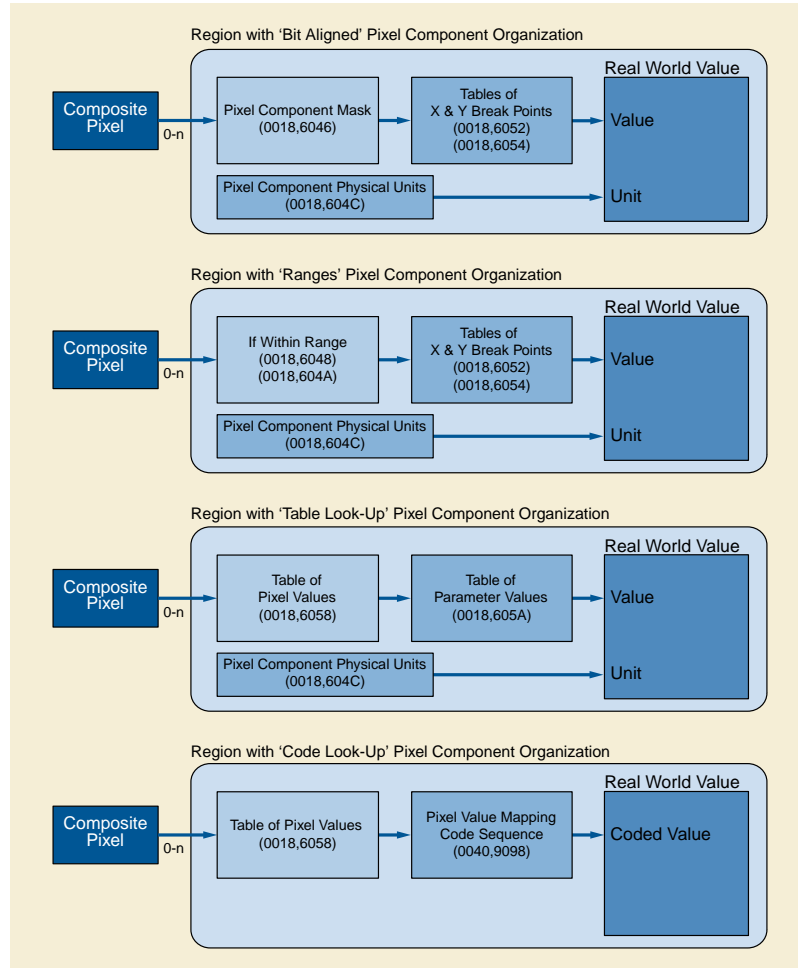 Region with ‘Bit Aligned’ Pixel Component Organization
Real World Value
Composite
Pixel
0-n
Pixel Component Mask
(0018,6046)
Tables of
X & Y Break Points
(0018,6052)
(0018,6054)
Value
Pixel Component Physical Units
(0018,604C)
Unit
Region with ‘Ranges’ Pixel Component Organization
Real World Value
Composite
Pixel
0-n
If Within Range
(0018,6048)
(0018,604A)
Tables of
X & Y Break Points
(0018,6052)
(0018,6054)
Value
Pixel Component Physical Units
(0018,604C)
Unit
Region with ‘Table Look-Up’ Pixel Component Organization
Real World Value
Composite
Pixel
0-n
Table of
Pixel Values
(0018,6058)
Table of
Parameter Values
(0018,605A)
Value
Pixel Component Physical Units
(0018,604C)
Unit
Region with ‘Code Look-Up’ Pixel Component Organization
Real World Value
Composite
Pixel
0-n
Table of Pixel Values
(0018,6058)
Pixel Value Mapping
Code Sequence
(0040,9098)
Coded Value